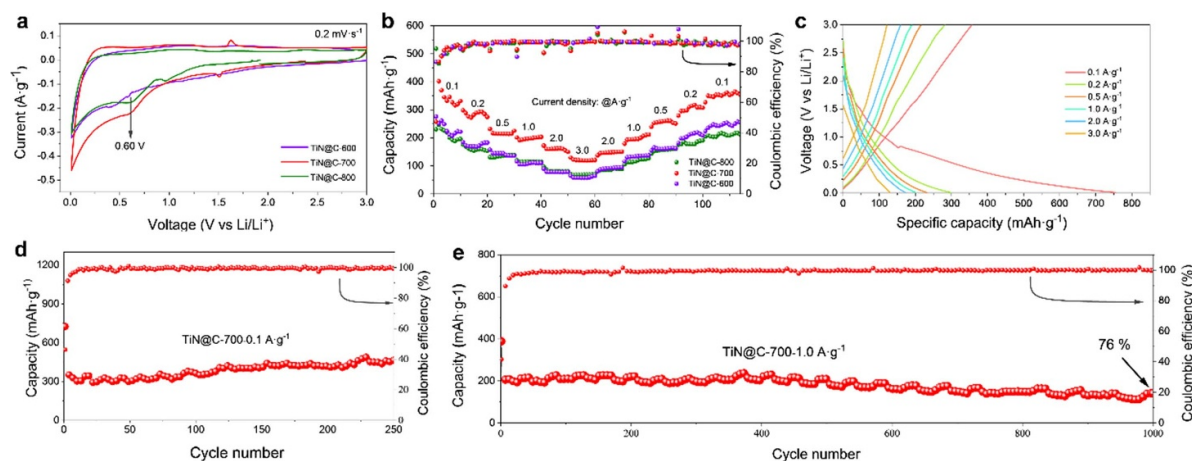 a
0.2 mV·s⁻¹
Current (A·g⁻¹)
0.1
0.0
-0.1
-0.2
-0.3
-0.4
-0.5
0.60 V
TiN@C-600
TiN@C-700
TiN@C-800
0.0 0.5 1.0 1.5 2.0 2.5 3.0
Voltage (V vs Li/Li⁺)
b
Capacity (mAh·g⁻¹)
600
500
400
300
200
100
0
0.1
0.2
0.5
1.0
2.0
3.0
2.0
1.0
0.5
0.2
0.1
Current density: @A·g⁻¹
TiN@C-800
TiN@C-700
TiN@C-600
100
80
60
40
20
0
Coulombic efficiency (%)
0 20 40 60 80 100
Cycle number
c
Voltage (V vs Li/Li⁺)
3.0
2.5
2.0
1.5
1.0
0.5
0.0
0.1 A·g⁻¹
0.2 A·g⁻¹
0.5 A·g⁻¹
1.0 A·g⁻¹
2.0 A·g⁻¹
3.0 A·g⁻¹
0 100 200 300 400 500 600 700 800
Specific capacity (mAh·g⁻¹)
d
Capacity (mAh·g⁻¹)
1200
900
600
300
0
TiN@C-700-0.1 A·g⁻¹
100
80
60
40
20
0
Coulombic efficiency (%)
0 50 100 150 200 250
Cycle number
e
Capacity (mAh·g-1)
800
600
400
200
0
TiN@C-700-1.0 A·g⁻¹
76 %
100
80
60
40
20
0
Coulombic efficiency (%)
0 200 400 600 800 1000
Cycle number